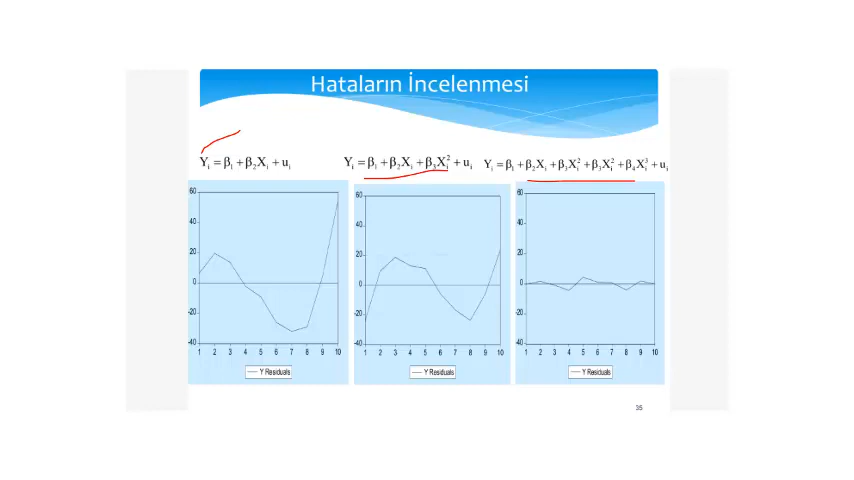 Hataların İncelenmesi
Yᵢ = β₁ + β₂Xᵢ + uᵢ
Yᵢ = β₁ + β₂Xᵢ + β₃Xᵢ² + uᵢ
Yᵢ = β₁ + β₂Xᵢ + β₃Xᵢ² + β₃Xᵢ² + β₄Xᵢ³ + uᵢ
60
40
20
0
-20
-40
1 2 3 4 5 6 7 8 9 10
Y Residuals
60
40
20
0
-20
-40
1 2 3 4 5 6 7 8 9 10
Y Residuals
60
40
20
0
-20
-40
1 2 3 4 5 6 7 8 9 10
Y Residuals
35